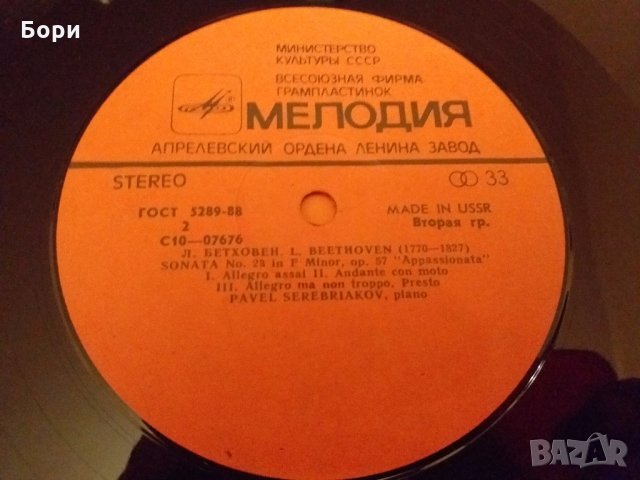 Бори
МИНИСТЕРСТВО
КУЛЬТУРЫ СССР
ВСЕСОЮЗНАЯ ФИРМА
ГРАМПЛАСТИНОК
МЕЛОДИЯ
АПРЕЛЕВСКИЙ ОРДЕНА ЛЕНИНА ЗАВОД
STEREO 33
ГОСТ 5289-88 MADE IN USSR
2 Вторая гр.
С10—07676
Л. БЕТХОВЕН. L. BEETHOVEN (1770—1827)
SONATA No. 23 in F Minor, op. 57 "Appassionata"
I. Allegro assai II. Andante con moto
III. Allegro ma non troppo. Presto
PAVEL SEREBRIAKOV, piano
BAZAR